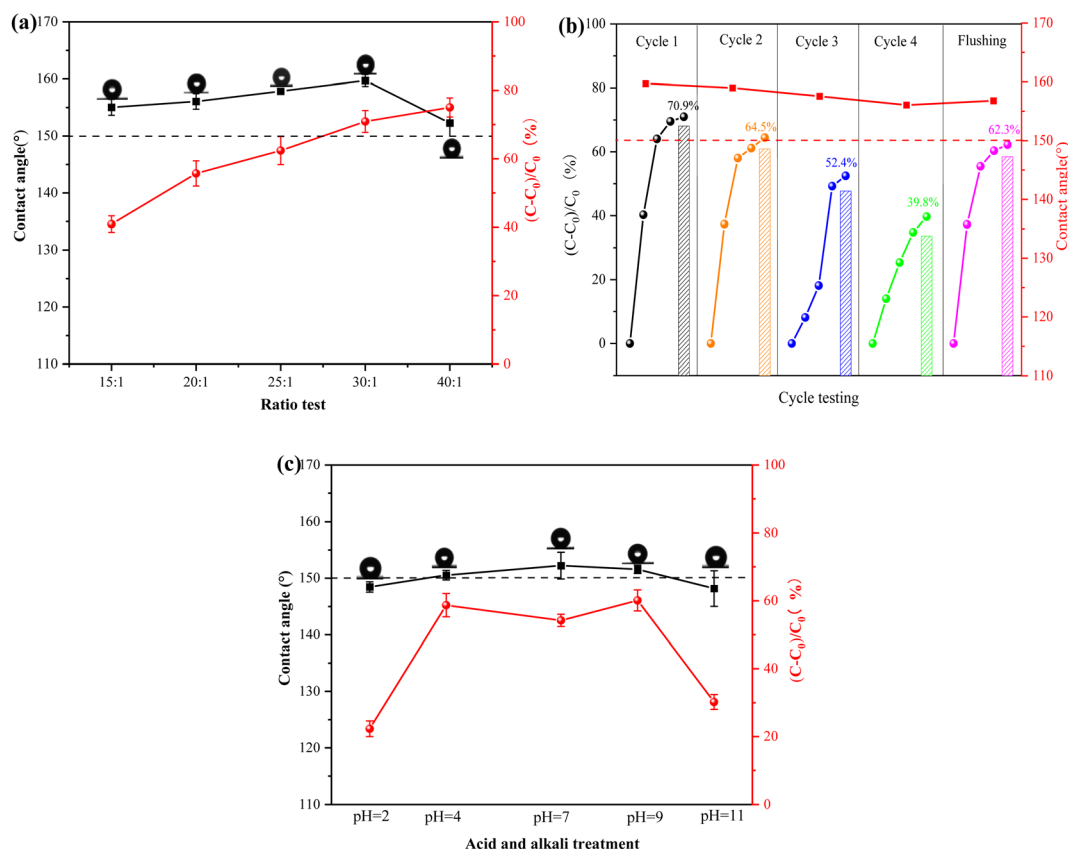 (a)
170
160
150
140
130
120
110
Contact angle(°)
100
80
60
40
20
0
(C-C₀)/C₀ (%)
15:1 20:1 25:1 30:1 40:1
Ratio test
(b)
100
80
60
40
20
0
(C-C₀)/C₀ (%)
Cycle 1 Cycle 2 Cycle 3 Cycle 4 Flushing
70.9%
64.5%
52.4%
39.8%
62.3%
170
160
150
140
130
120
110
Contact angle(°)
Cycle testing
(c)
170
160
150
140
130
120
110
Contact angle (°)
100
80
60
40
20
0
(C-C₀)/C₀( %)
pH=2 pH=4 pH=7 pH=9 pH=11
Acid and alkali treatment